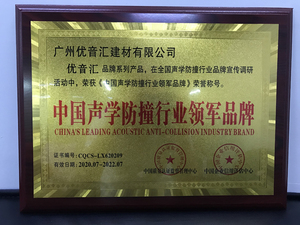 广州优音汇建材有限公司
优音汇 品牌系列产品，在全国声学防撞行业品牌宣传调研
活动中，荣获《中国声学防撞行业领军品牌》荣誉称号。
中国声学防撞行业领军品牌
CHINA'S LEADING ACOUSTIC ANTI-COLLISION INDUSTRY BRAND
证书编号：CQCS-LX620209
有效日期：2020.07-2022.07